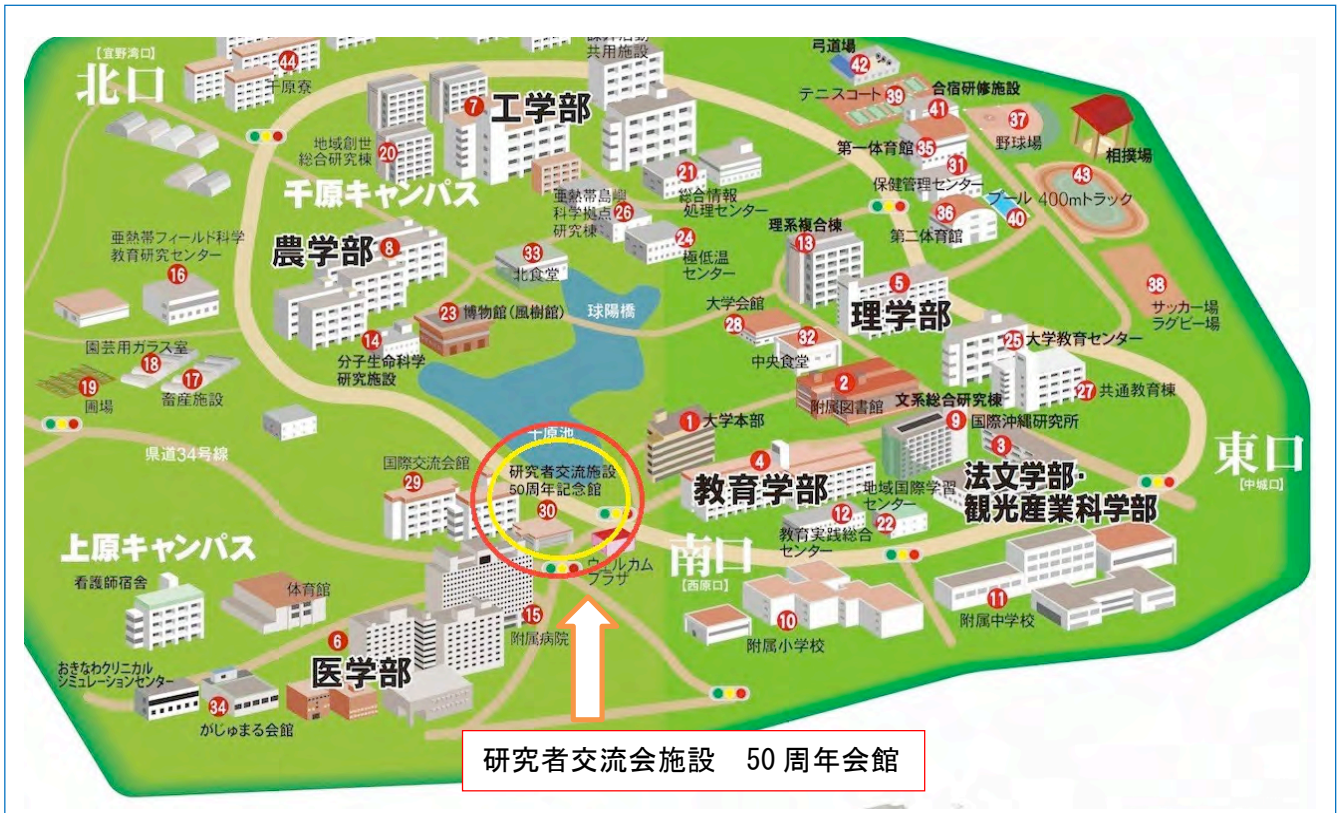 【宜野湾口】
北口
44
千原寮
共用施設
弓道場
42
テニスコート
39
合宿研修施設
41
37
野球場
相撲場
7
工学部
地域創世
総合研究棟
20
千原キャンパス
第一体育館
35
31
保健管理センター
43
プール
40
400mトラック
36
第二体育館
21
総合情報
処理センター
亜熱帯島嶼
科学拠点
研究棟
26
24
極低温
センター
理系複合棟
13
亜熱帯フィールド科学
教育研究センター
16
農学部
8
33
北食堂
球陽橋
5
理学部
38
サッカー場
ラグビー場
23
博物館(風樹館)
大学会館
28
32
中央食堂
25
大学教育センター
14
分子生命科学
研究施設
園芸用ガラス室
18
17
畜産施設
19
圃場
2
附属図書館
27
共通教育棟
文系総合研究棟
9
国際沖縄研究所
1
大学本部
千原池
県道34号線
3
法文学部・
観光産業科学部
東口
【中城口】
国際交流会館
29
研究者交流施設
50周年記念館
30
4
教育学部
地域国際学習
センター
22
12
教育実践総合
センター
南口
【西原口】
ウェルカム
プラザ
上原キャンパス
看護師宿舎
体育館
15
附属病院
10
附属小学校
11
附属中学校
6
医学部
おきなわクリニカル
シミュレーションセンター
34
がじゅまる会館
研究者交流会施設 50周年会館